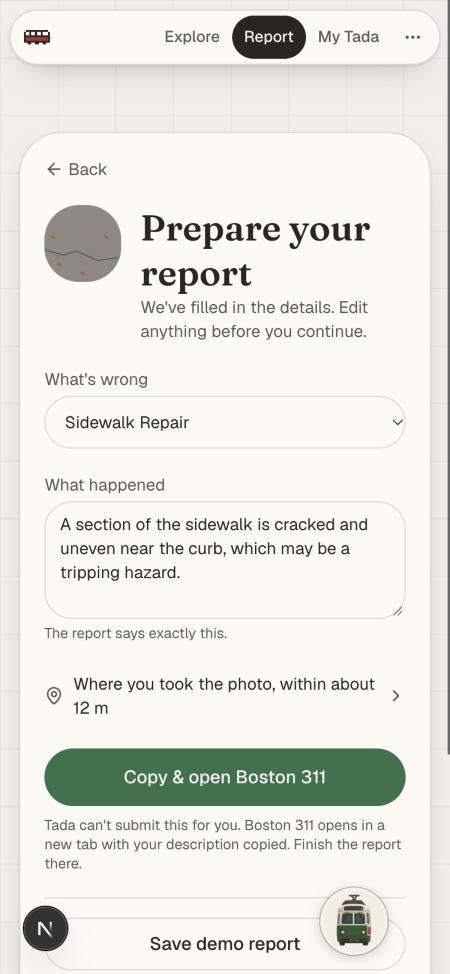 Explore Report My Tada
Back
Prepare your
report
We've filled in the details. Edit
anything before you continue.
What's wrong
Sidewalk Repair
What happened
A section of the sidewalk is cracked and
uneven near the curb, which may be a
tripping hazard.
The report says exactly this.
Where you took the photo, within about
12 m
Copy & open Boston 311
Tada can't submit this for you. Boston 311 opens in a
new tab with your description copied. Finish the report
there.
N
Save demo report